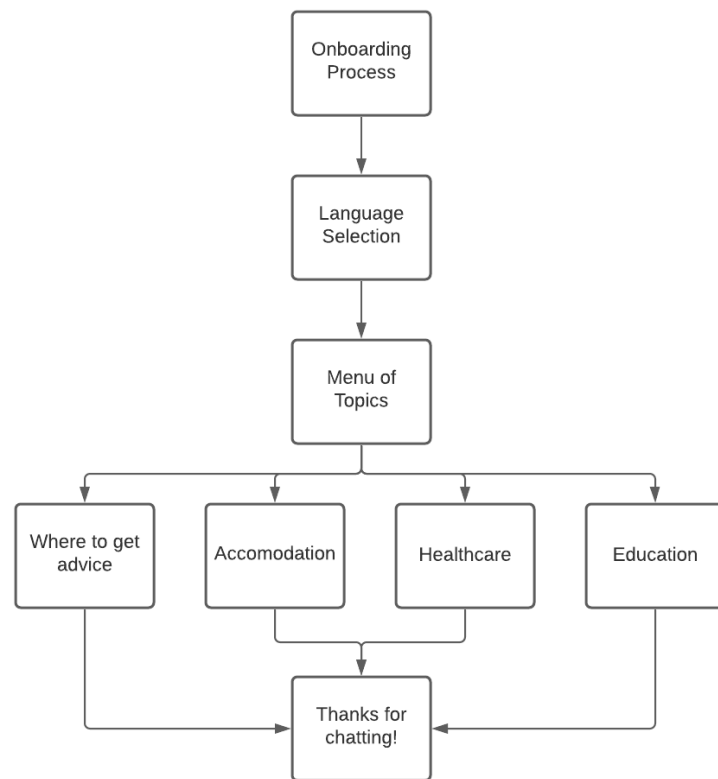 Onboarding
Process
Language
Selection
Menu of
Topics
Where to get
advice
Accomodation
Healthcare
Education
Thanks for
chatting!